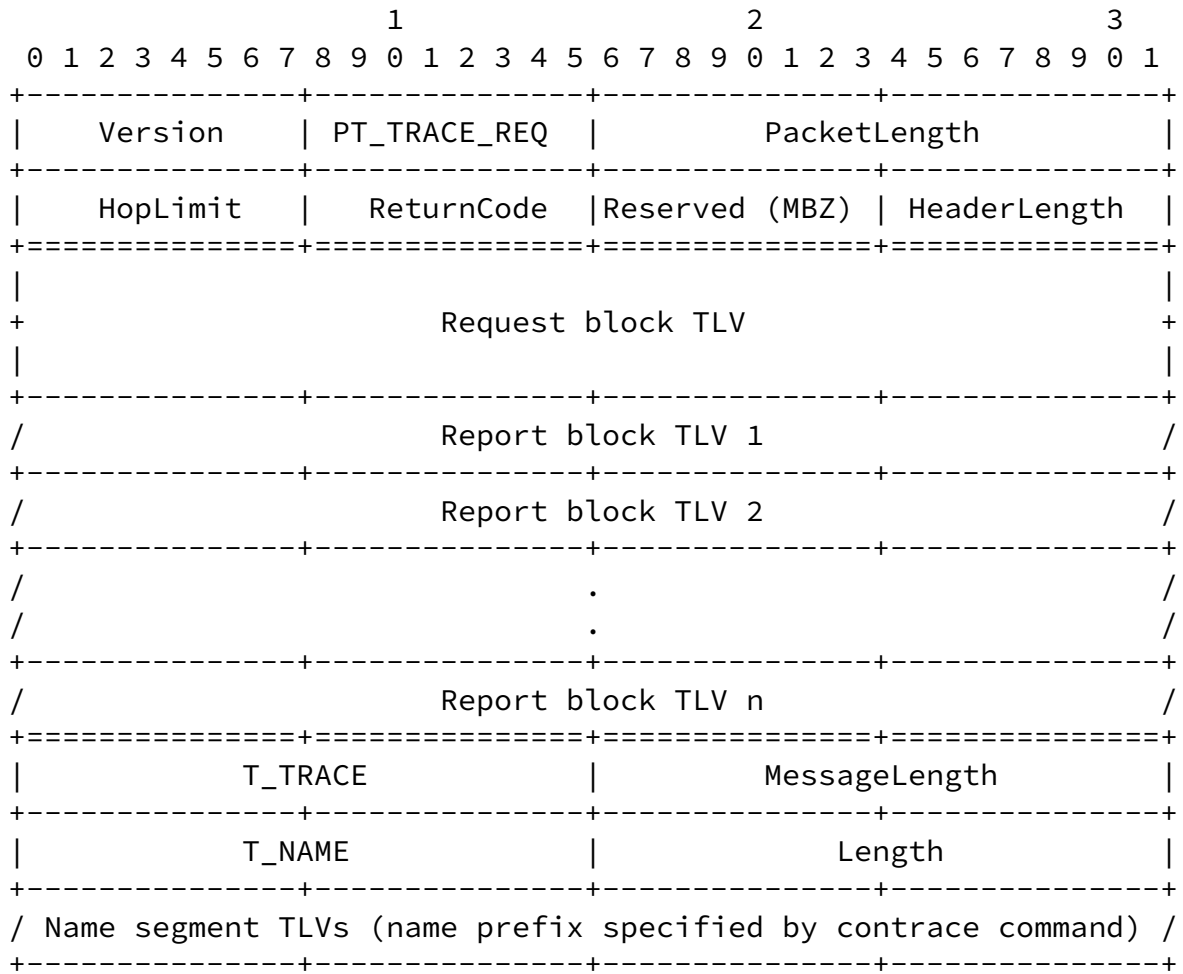 1                   2                   3
 0 1 2 3 4 5 6 7 8 9 0 1 2 3 4 5 6 7 8 9 0 1 2 3 4 5 6 7 8 9 0 1
+---------------+---------------+---------------+---------------+
|    Version    | PT_TRACE_REQ  |         PacketLength          |
+---------------+---------------+---------------+---------------+
|    HopLimit   |   ReturnCode  |Reserved (MBZ) | HeaderLength  |
+===============+===============+===============+===============+
|                                                               |
+                       Request block TLV                       +
|                                                               |
+---------------+---------------+---------------+---------------+
/                       Report block TLV 1                      /
+---------------+---------------+---------------+---------------+
/                       Report block TLV 2                      /
+---------------+---------------+---------------+---------------+
/                               .                               /
/                               .                               /
+---------------+---------------+---------------+---------------+
/                       Report block TLV n                      /
+===============+===============+===============+===============+
|            T_TRACE            |         MessageLength         |
+---------------+---------------+---------------+---------------+
|            T_NAME             |             Length            |
+---------------+---------------+---------------+---------------+
/ Name segment TLVs (name prefix specified by contrace command) /
+---------------+---------------+---------------+---------------+